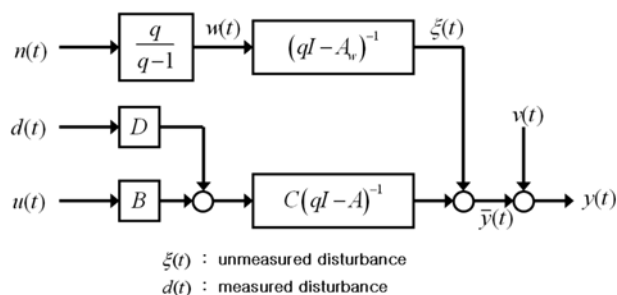 n(t) q/(q-1) w(t) (qI - A_w)^{-1} ξ(t)
v(t)
d(t) D
u(t) B C(qI - A)^{-1} ȳ(t) y(t)
ξ(t) : unmeasured disturbance
d(t) : measured disturbance